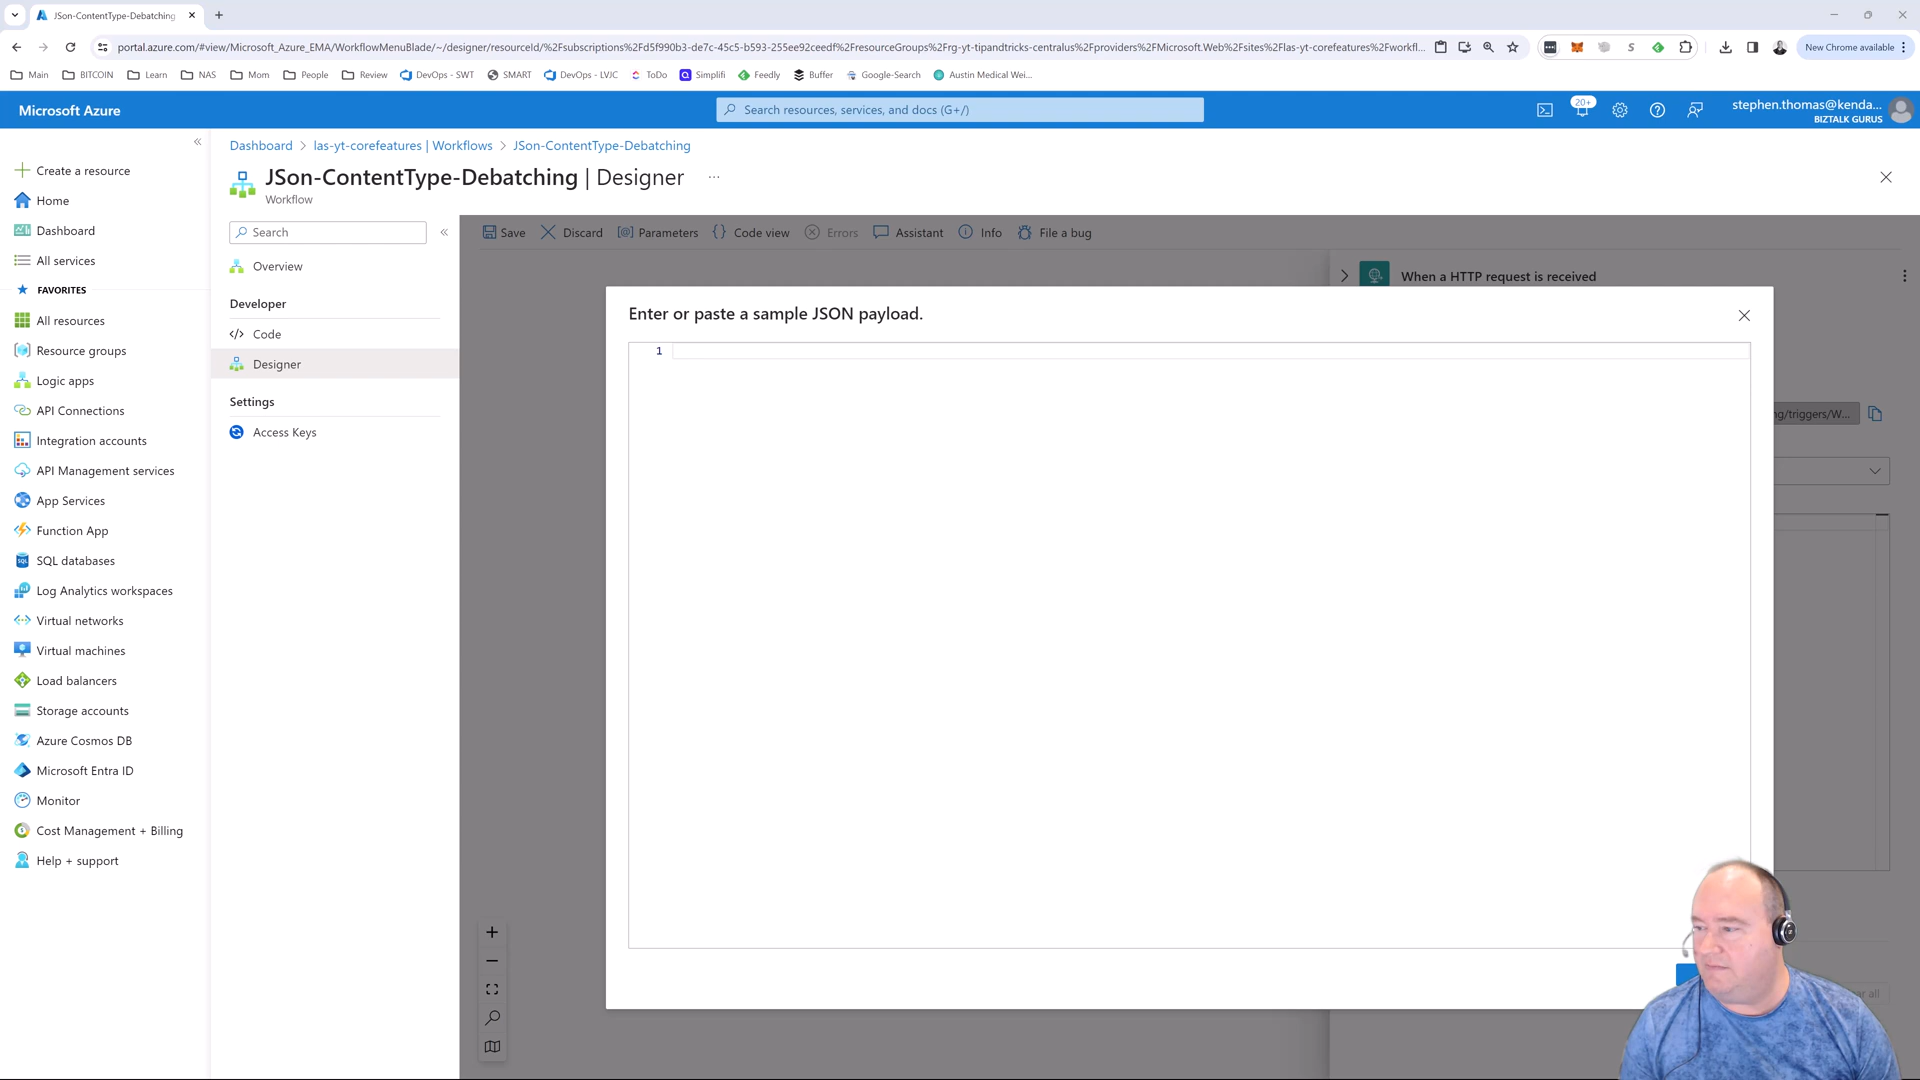 JSon-ContentType-Debatching
portal.azure.com/#view/Microsoft_Azure_EMA/WorkflowMenuBlade/~/designer/resourceId/%2Fsubscriptions%2Fd5f990b3-de7c-45c5-b593-255ee92ceedf%2FresourceGroups%2Frg-yt-tipandtricks-centralus%2Fproviders%2FMicrosoft.Web%2Fsites%2Flas-yt-corefeatures%2Fworkfl...
New Chrome available
Main
BITCOIN
Learn
NAS
Mom
People
Review
DevOps - SWT
SMART
DevOps - LVJC
ToDo
Simplifi
Feedly
Buffer
Google-Search
Austin Medical Wei...
Microsoft Azure
Search resources, services, and docs (G+/)
20+
stephen.thomas@kenda...
BIZTALK GURUS
Dashboard > las-yt-corefeatures | Workflows > JSon-ContentType-Debatching
JSon-ContentType-Debatching | Designer ...
Workflow
Create a resource
Home
Dashboard
All services
FAVORITES
All resources
Resource groups
Logic apps
API Connections
Integration accounts
API Management services
App Services
Function App
SQL databases
Log Analytics workspaces
Virtual networks
Virtual machines
Load balancers
Storage accounts
Azure Cosmos DB
Microsoft Entra ID
Monitor
Cost Management + Billing
Help + support
Search
Overview
Developer
Code
Designer
Settings
Access Keys
Save
Discard
Parameters
Code view
Errors
Assistant
Info
File a bug
When a HTTP request is received
Enter or paste a sample JSON payload.
1
ng/triggers/W...
all